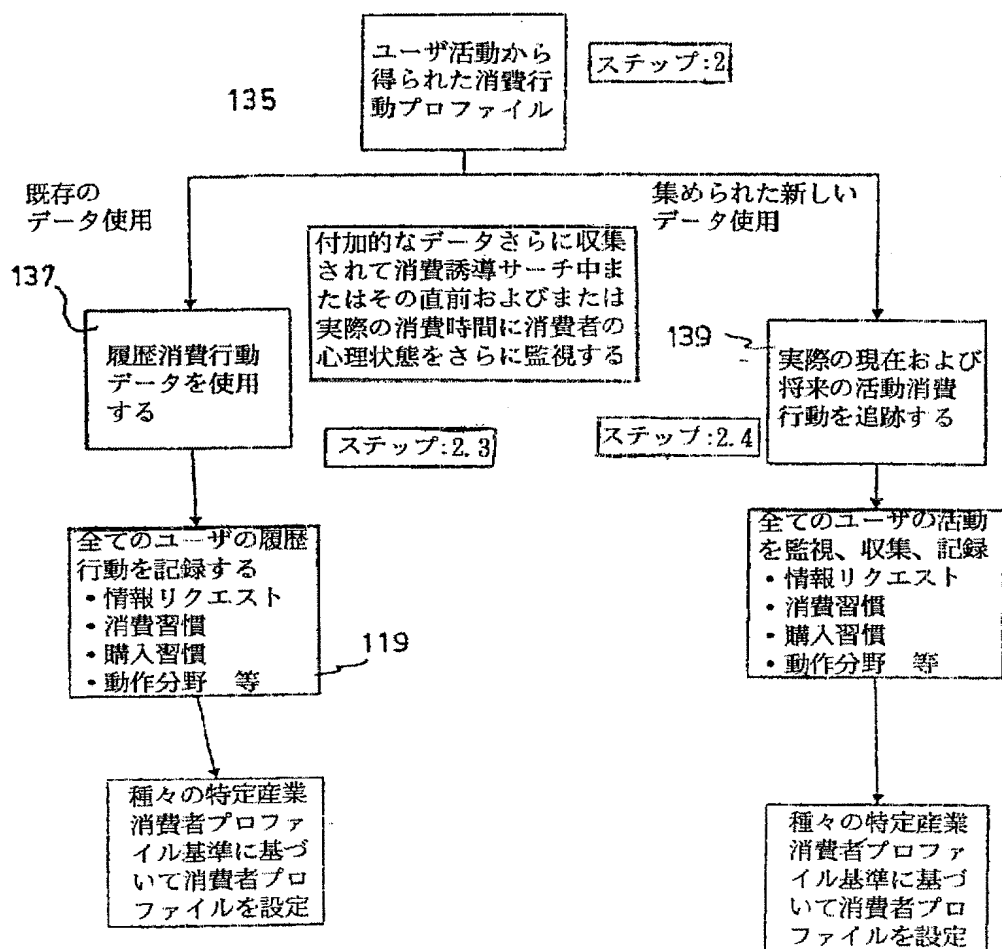 ユーザ活動から
得られた消費行
動プロファイル
ステップ:2
135
既存の
データ使用
集められた新しい
データ使用
付加的なデータさらに収集
されて消費誘導サーチ中ま
たはその直前およびまたは
実際の消費時間に消費者の
心理状態をさらに監視する
137
履歴消費行動
データを使用
する
139
実際の現在および
将来の活動消費
行動を追跡する
ステップ:2.3
ステップ:2.4
全てのユーザの履歴
行動を記録する
・情報リクエスト
・消費習慣
・購入習慣
・動作分野 等
119
全てのユーザの活動
を監視、収集、記録
・情報リクエスト
・消費習慣
・購入習慣
・動作分野 等
種々の特定産業
消費者プロファ
イル基準に基づ
いて消費者プロ
ファイルを設定
種々の特定産業
消費者プロファ
イル基準に基づ
いて消費者プロ
ファイルを設定